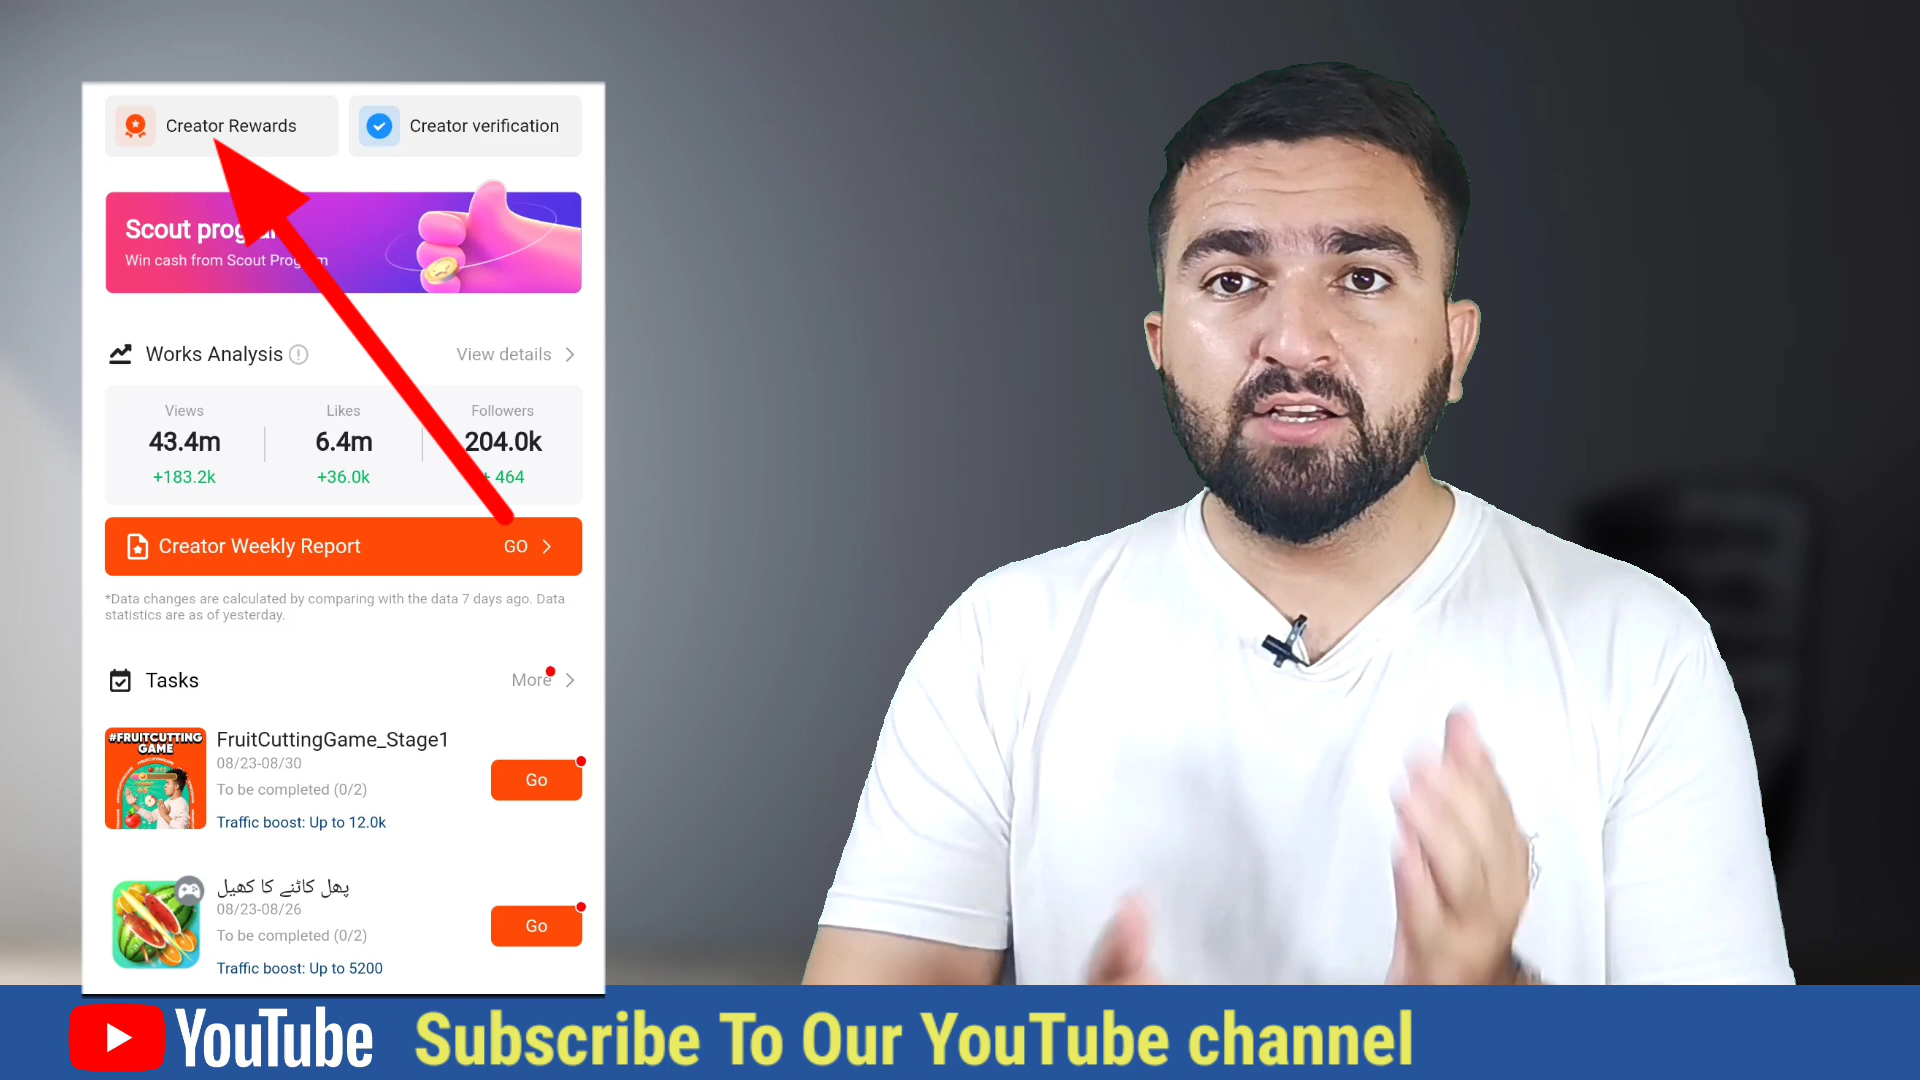 Creator Rewards
Creator verification
Scout program
Win cash from Scout Program
Works Analysis
View details
Views
Likes
Followers
43.4m
6.4m
204.0k
+183.2k
+36.0k
+ 464
Creator Weekly Report
GO
*Data changes are calculated by comparing with the data 7 days ago. Data
statistics are as of yesterday.
Tasks
More
#FRUITCUTTING
GAME
FruitCuttingGame_Stage1
08/23-08/30
To be completed (0/2)
Go
Traffic boost: Up to 12.0k
پھل کاٹنے کا کھیل
08/23-08/26
To be completed (0/2)
Go
Traffic boost: Up to 5200
YouTube
Subscribe To Our YouTube channel